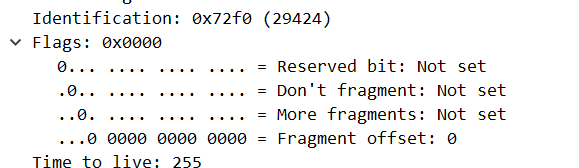 Identification: 0x72f0 (29424)
Flags: 0x0000
0... .... .... .... = Reserved bit: Not set
.0.. .... .... .... = Don't fragment: Not set
..0. .... .... .... = More fragments: Not set
...0 0000 0000 0000 = Fragment offset: 0
Time to live: 255